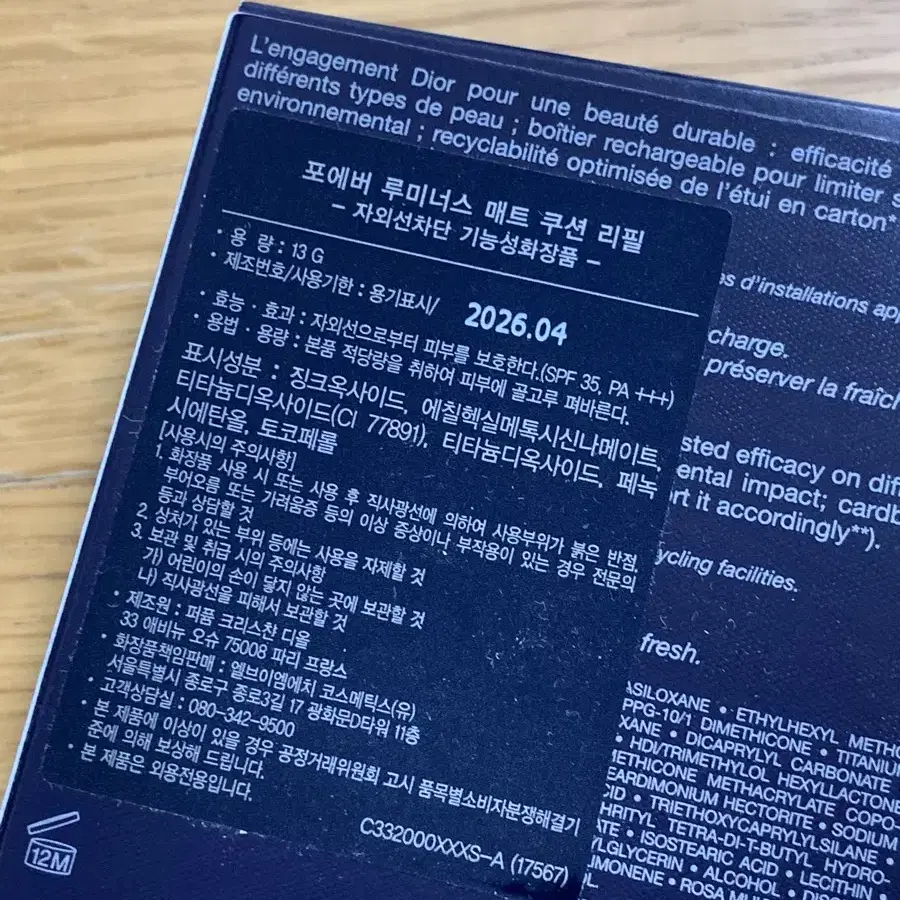 L'engagement Dior pour une beauté durable : efficacité
différents types de peau ; boîtier rechargeable pour limiter s
environnemental ; recyclabilité optimisée de l'étui en carton*
포에버 루미너스 매트 쿠션 리필
- 자외선차단 기능성화장품 -
• 용 량 : 13 G
• 제조번호/사용기한 : 용기표시/ 2026.04
• 효능 · 효과 : 자외선으로부터 피부를 보호한다.(SPF 35, PA +++)
• 용법 · 용량 : 본품 적당량을 취하여 피부에 골고루 펴바른다.
표시성분 : 징크옥사이드, 에칠헥실메톡시신나메이트,
티타늄디옥사이드(CI 77891), 티타늄디옥사이드, 페녹
시에탄올, 토코페롤
[사용시의 주의사항]
1. 화장품 사용 시 또는 사용 후 직사광선에 의하여 사용부위가 붉은 반점,
부어오름 또는 가려움증 등의 이상 증상이나 부작용이 있는 경우 전문의
등과 상담할 것
2. 상처가 있는 부위 등에는 사용을 자제할 것
3. 보관 및 취급 시의 주의사항
가) 어린이의 손이 닿지 않는 곳에 보관할 것
나) 직사광선을 피해서 보관할 것
• 제조원 : 퍼퓸 크리스챤 디올
33 애비뉴 오슈 75008 파리 프랑스
• 화장품책임판매 : 엘브이엠에치 코스메틱스(유)
서울특별시 종로구 종로3길 17 광화문D타워 11층
• 고객상담실 : 080-342-9500
• 본 제품에 이상이 있을 경우 공정거래위원회 고시 품목별소비자분쟁해결기
준에 의해 보상해 드립니다.
• 본 제품은 외용전용입니다.
C332000XXXS-A (17567)
12M
s d'installations app
charge.
préserver la fraîch
sted efficacy on diff
mental impact; cardb
rt it accordingly**).
cycling facilities.
fresh.
ASILOXANE • ETHYLHEXYL METHO
PPG-10/1 DIMETHICONE • TITANIUM
XANE • DICAPRYLYL CARBONATE
• HDI/TRIMETHYLOL HEXYLLACTONE
METHICONE METHACRYLATE COPO-
EARDIMONIUM HECTORITE • SODIUM
CID • TRIETHOXYCAPRYLYLSILANE •
HRITYL TETRA-DI-T-BUTYL HYDRO-
ATE • ISOSTEARIC ACID • LECITHIN •
YLGLYCERIN • ALCOHOL • DISO
LIMONENE • ROSA MUL